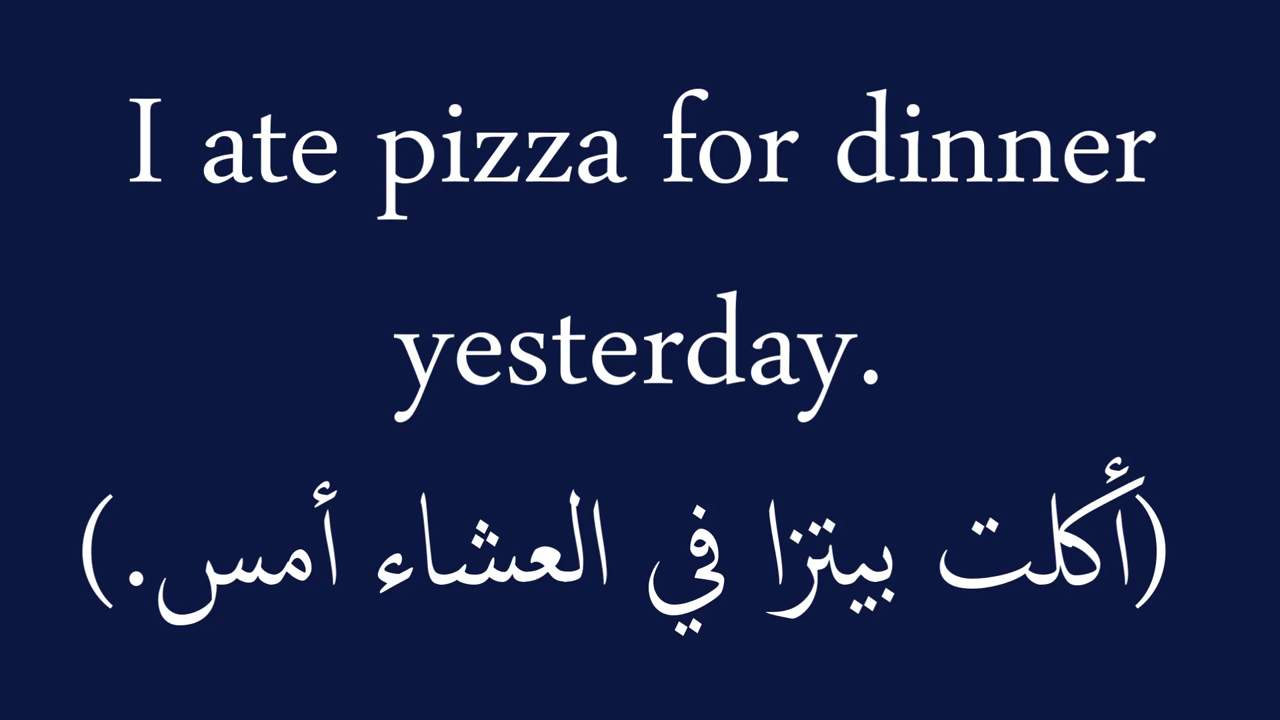 I ate pizza for dinner
yesterday.
(أكلت بيتزا في العشاء أمس.)